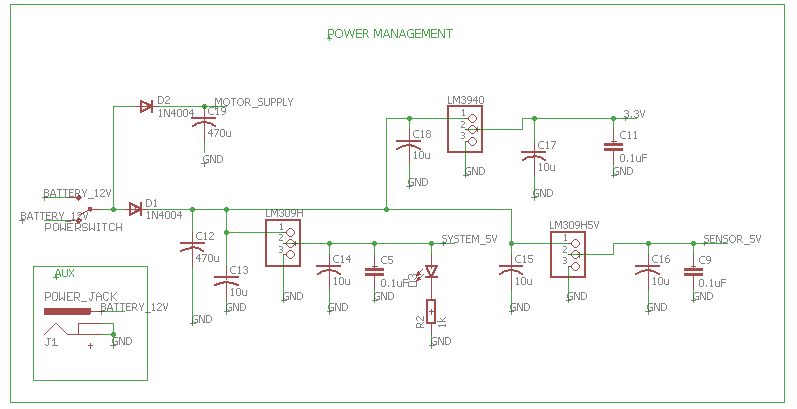 POWER MANAGEMENT
D2
1N4004
MOTOR_SUPPLY
C19
470u
GND
LM3940
1
2
3
GND
C18
10u
GND
3.3V
C17
10u
GND
C11
0.1uF
GND
BATTERY_12V
BATTERY_12V
POWERSWITCH
D1
1N4004
C12
470u
GND
C13
10u
GND
LM309H
1
2
3
GND
SYSTEM_5V
C14
10u
GND
C5
0.1uF
GND
D3
R2
1k
GND
C15
10u
GND
LM309H5V
1
2
3
GND
SENSOR_5V
C16
10u
GND
C9
0.1uF
GND
AUX
POWER_JACK
BATTERY_12V
J1
GND